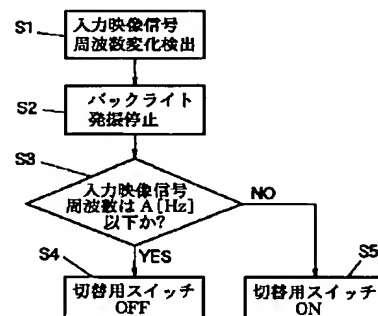 S1
入力映像信号
周波数変化検出
S2
バックライト
発振停止
S3
入力映像信号
周波数はA[Hz]
以下か?
NO
YES
S4
切替用スイッチ
OFF
S5
切替用スイッチ
ON